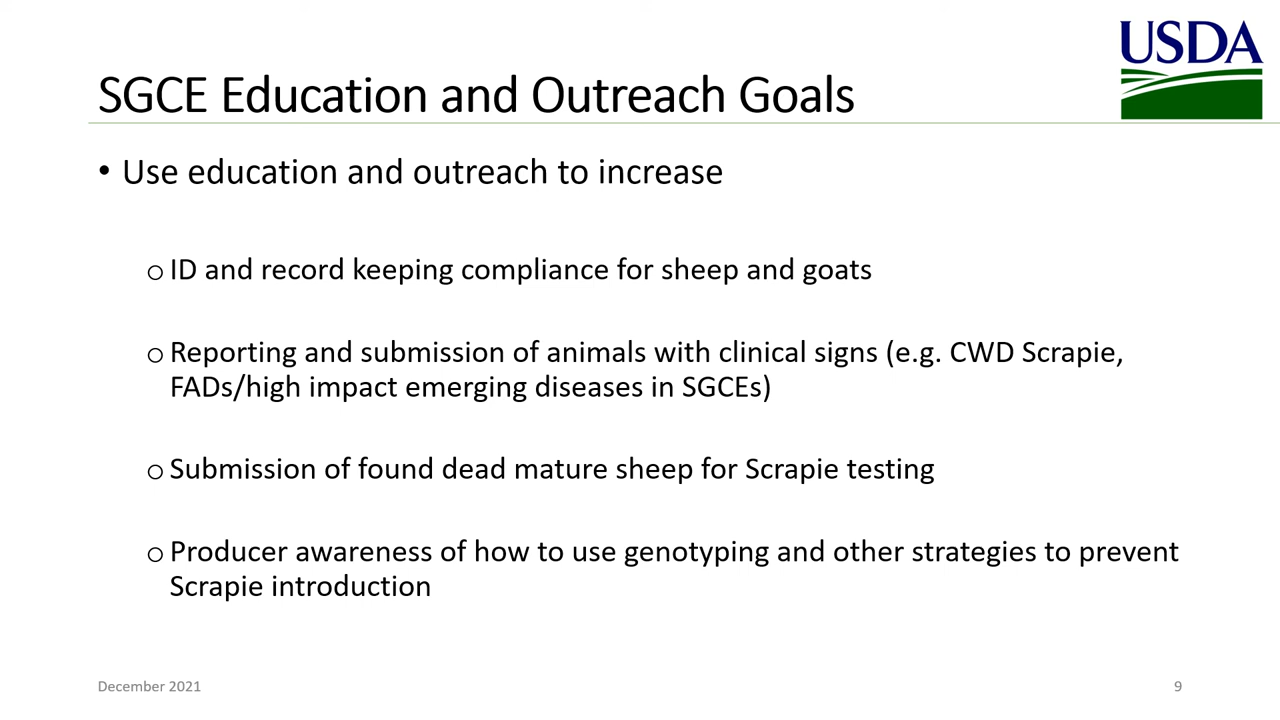 USDA
SGCE Education and Outreach Goals
• Use education and outreach to increase
o ID and record keeping compliance for sheep and goats
o Reporting and submission of animals with clinical signs (e.g. CWD Scrapie,
FADs/high impact emerging diseases in SGCEs)
o Submission of found dead mature sheep for Scrapie testing
o Producer awareness of how to use genotyping and other strategies to prevent
Scrapie introduction
December 2021
9